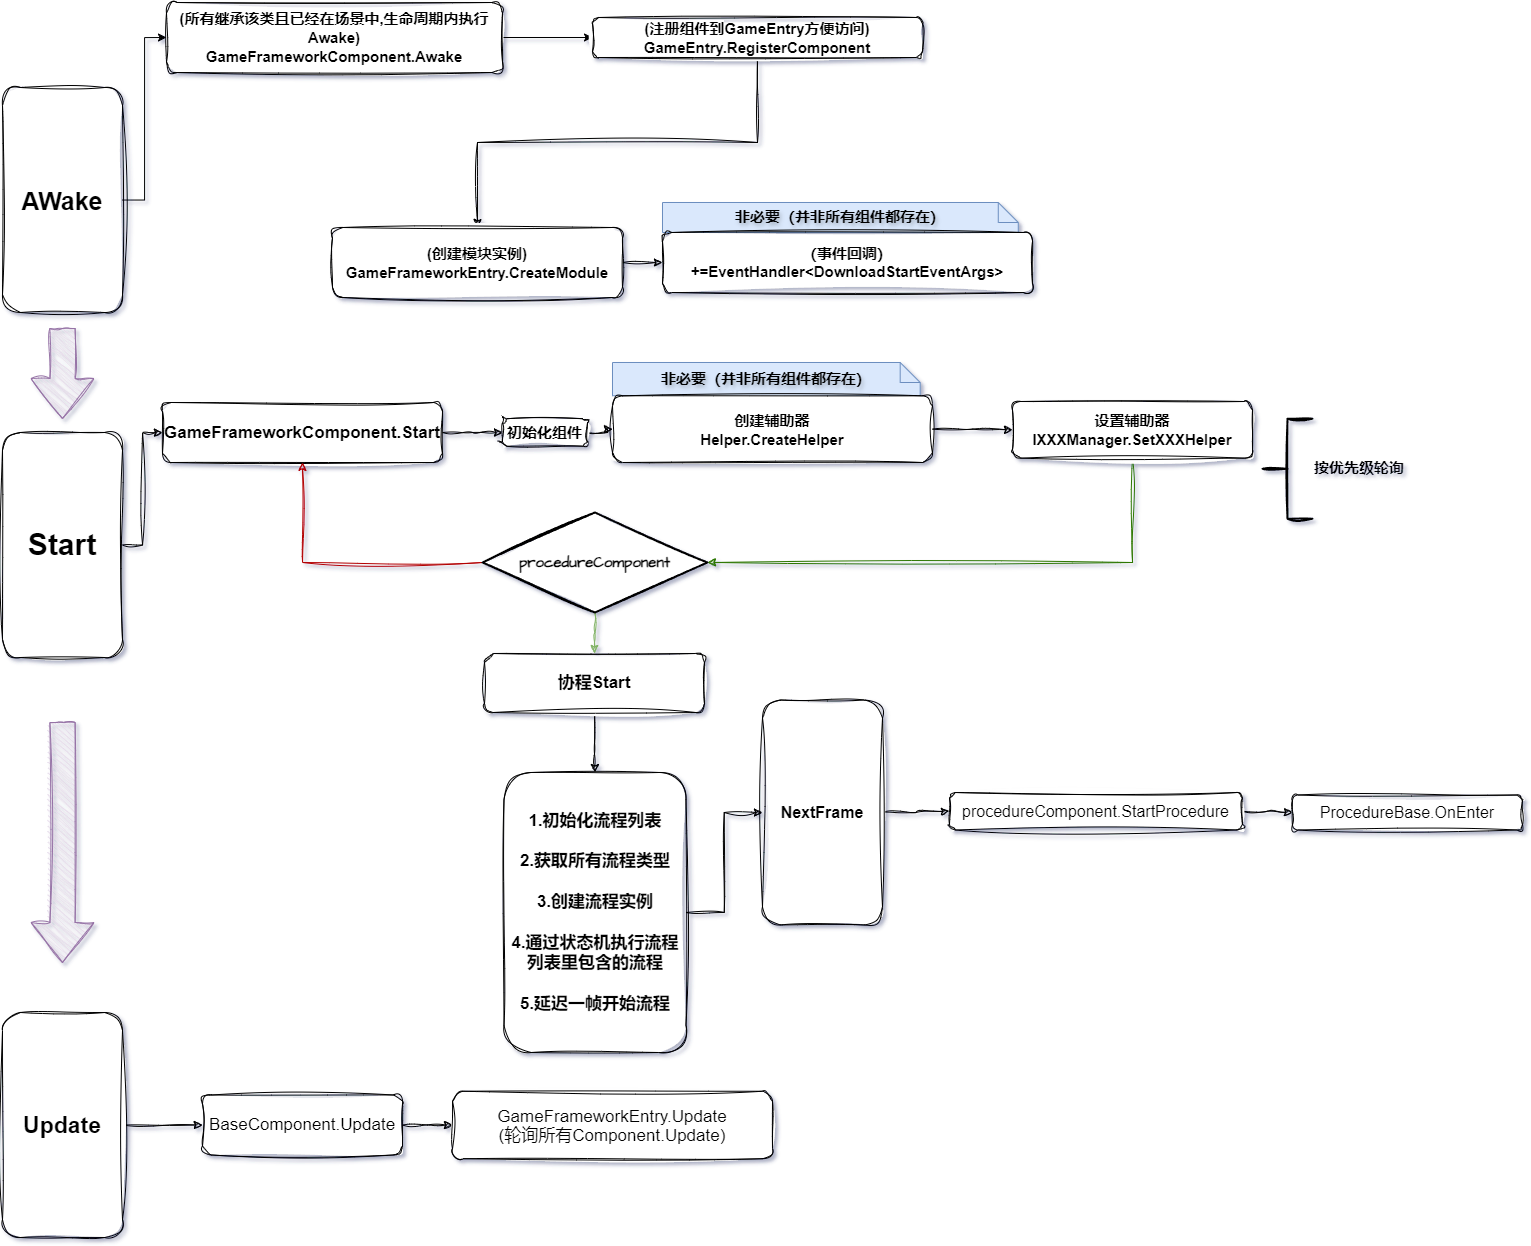 (所有继承该类且已经在场景中,生命周期内执行
Awake)
GameFrameworkComponent.Awake
(注册组件到GameEntry方便访问)
GameEntry.RegisterComponent
AWake
非必要（并非所有组件都存在）
(创建模块实例)
GameFrameworkEntry.CreateModule
(事件回调)
+=EventHandler<DownloadStartEventArgs>
非必要（并非所有组件都存在）
GameFrameworkComponent.Start
初始化组件
创建辅助器
Helper.CreateHelper
设置辅助器
IXXXManager.SetXXXHelper
按优先级轮询
Start
procedureComponent
协程Start
1.初始化流程列表
2.获取所有流程类型
3.创建流程实例
4.通过状态机执行流程
列表里包含的流程
5.延迟一帧开始流程
NextFrame
procedureComponent.StartProcedure
ProcedureBase.OnEnter
Update
BaseComponent.Update
GameFrameworkEntry.Update
(轮询所有Component.Update)